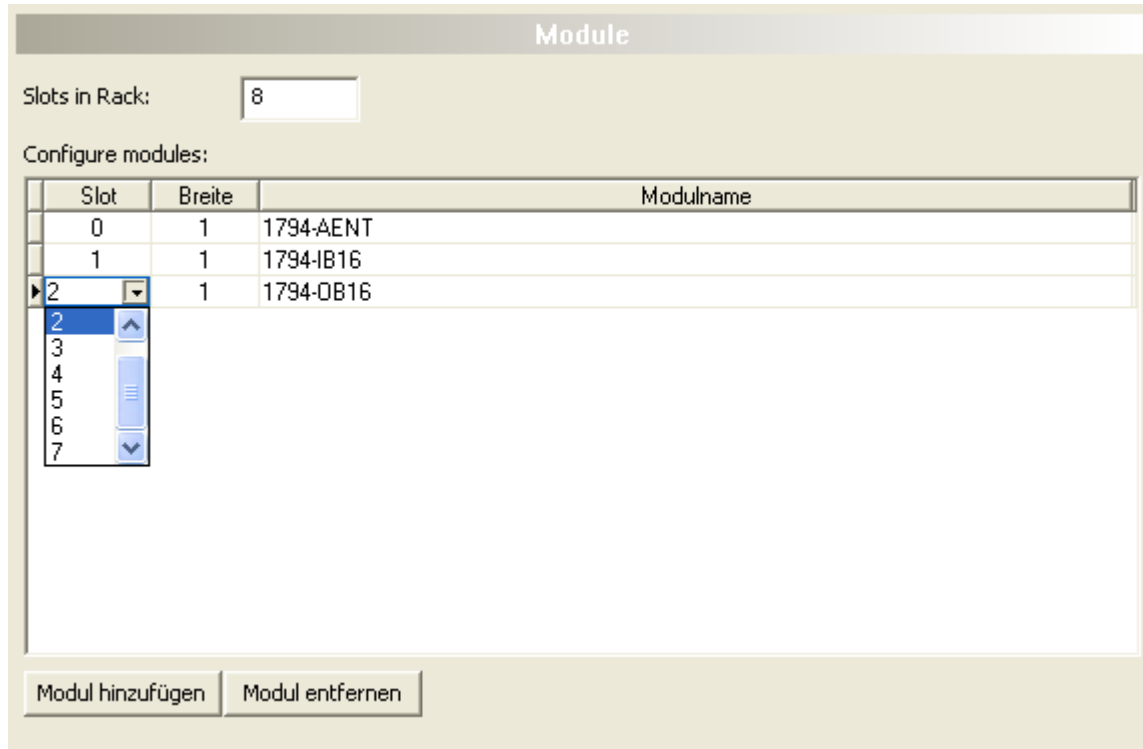 Module
Slots in Rack: 8
Configure modules:
Slot Breite Modulname
0 1 1794-AENT
1 1 1794-IB16
2 1 1794-OB16
2
3
4
5
6
7
Modul hinzufügen Modul entfernen